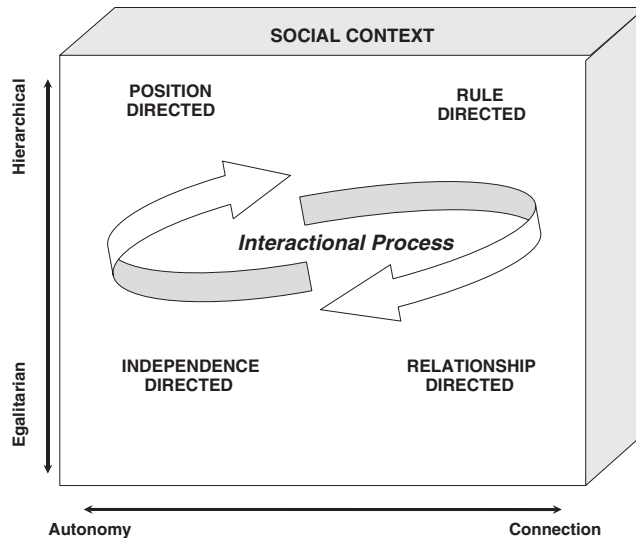 SOCIAL CONTEXT
Hierarchical
POSITION
DIRECTED
RULE
DIRECTED
Interactional Process
INDEPENDENCE
DIRECTED
RELATIONSHIP
DIRECTED
Egalitarian
Autonomy
Connection